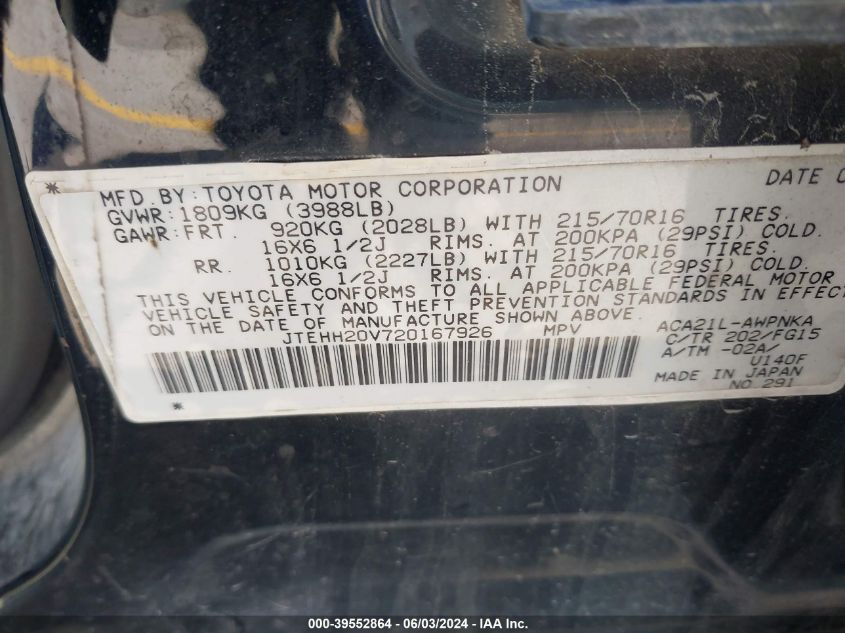 MFD. BY: TOYOTA MOTOR CORPORATION DATE O
GVWR: 1809KG (3988LB)
GAWR: FRT. 920KG (2028LB) WITH 215/70R16 TIRES.
16X6 1/2J RIMS. AT 200KPA (29PSI) COLD.
RR. 1010KG (2227LB) WITH 215/70R16 TIRES.
16X6 1/2J RIMS. AT 200KPA (29PSI) COLD.
THIS VEHICLE CONFORMS TO ALL APPLICABLE FEDERAL MOTOR
VEHICLE SAFETY AND THEFT PREVENTION STANDARDS IN EFFECT
ON THE DATE OF MANUFACTURE SHOWN ABOVE.
JTEHH20V720167926 MPV ACA21L-AWPNKA
C/TR 202/FG15
A/TM -02A/
U140F
MADE IN JAPAN
NO.291
000-39552864 - 06/03/2024 - IAA Inc.